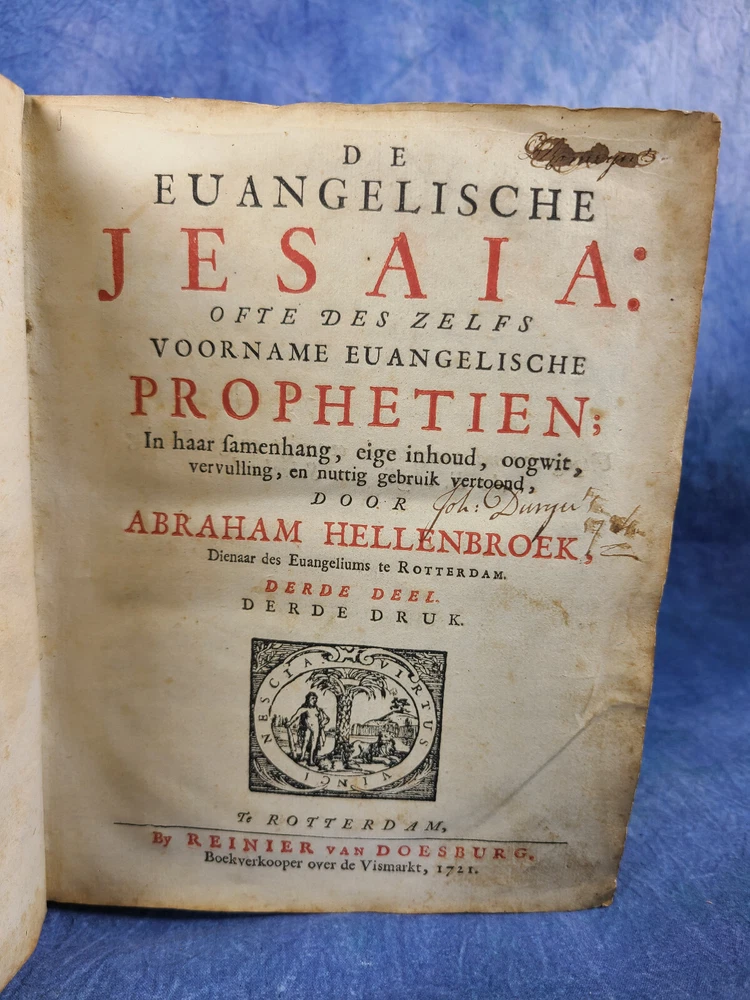 DE
EUANGELISCHE
JESAIA:
OFTE DES ZELFS
VOORNAME EUANGELISCHE
PROPHETIEN;
In haar ſamenhang, eige inhoud, oogwit,
vervulling, en nuttig gebruik vertoond,
DOOR
Joh:
ABRAHAM HELLENBROEK,
Dienaar des Euangeliums te ROTTERDAM.
DERDE DEEL.
DERDE DRUK.
NESCIA VIRTUS VINCI
Te ROTTERDAM,
By REINIER VAN DOESBURG.
Boekverkooper over de Vismarkt, 1721.